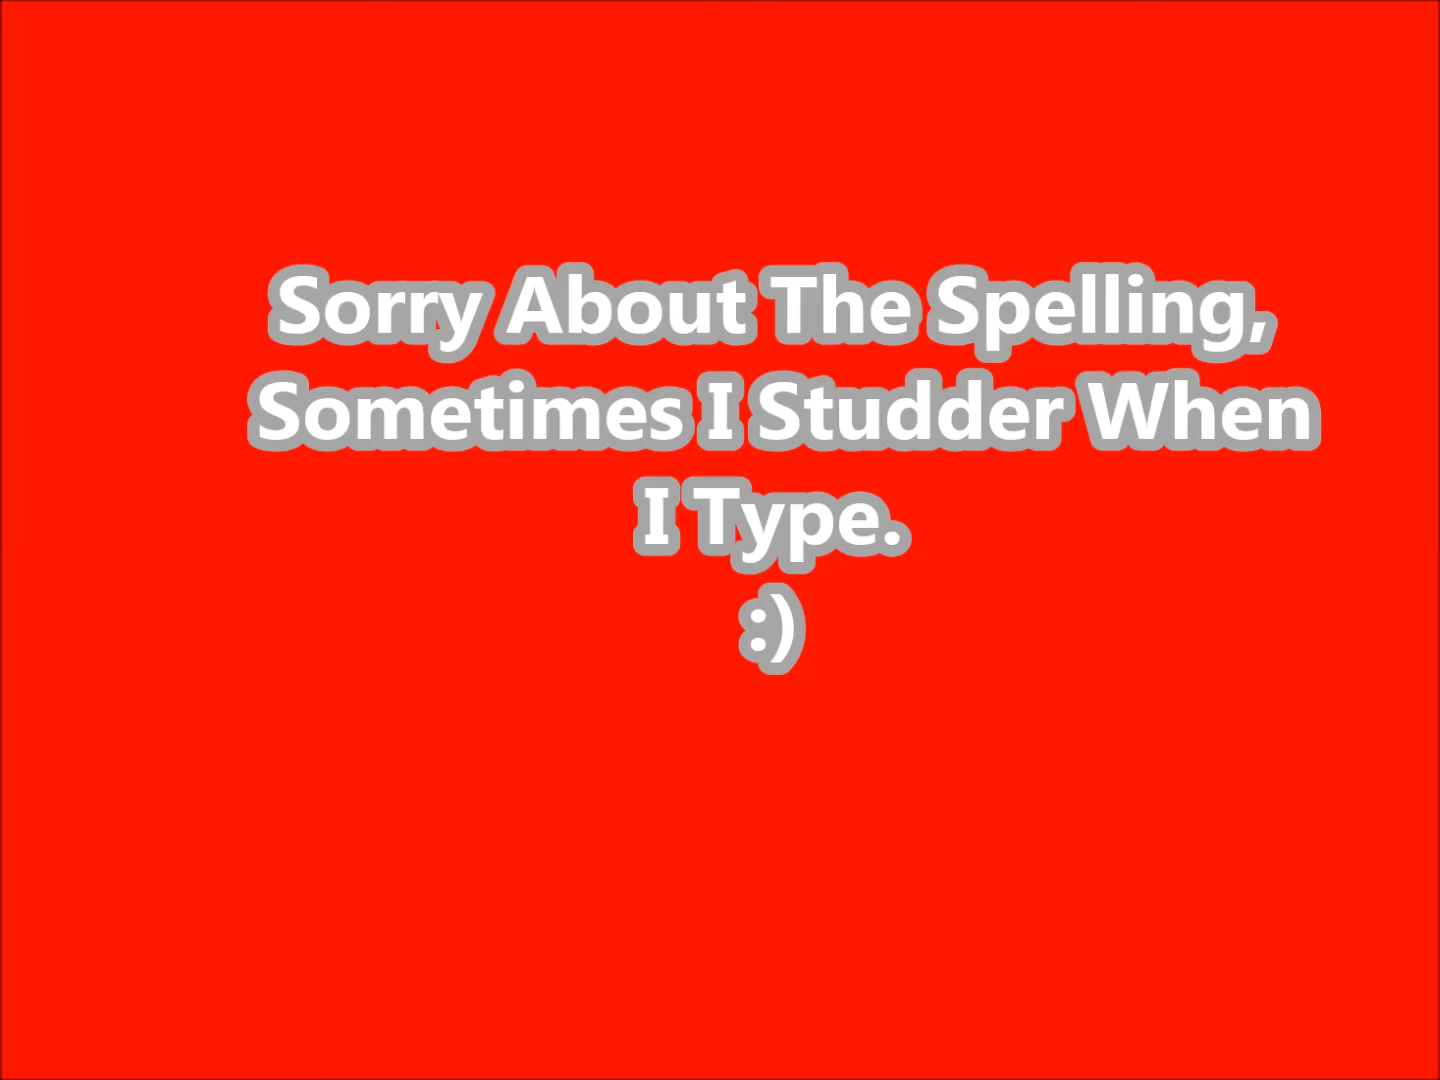 Sorry About The Spelling,
Sometimes I Studder When
I Type.
:)